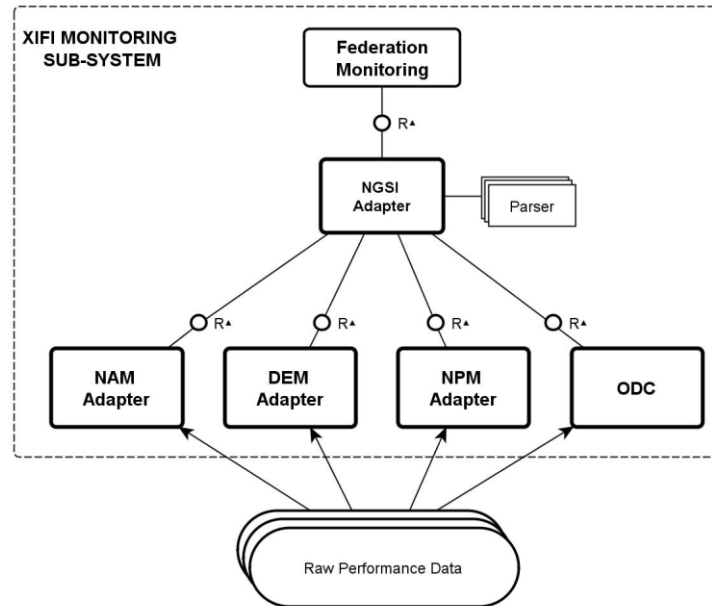 XIFI MONITORING
SUB-SYSTEM
Federation
Monitoring
R▲
NGSI
Adapter
Parser
R▲
R▲
R▲
R▲
NAM
Adapter
DEM
Adapter
NPM
Adapter
ODC
Raw Performance Data